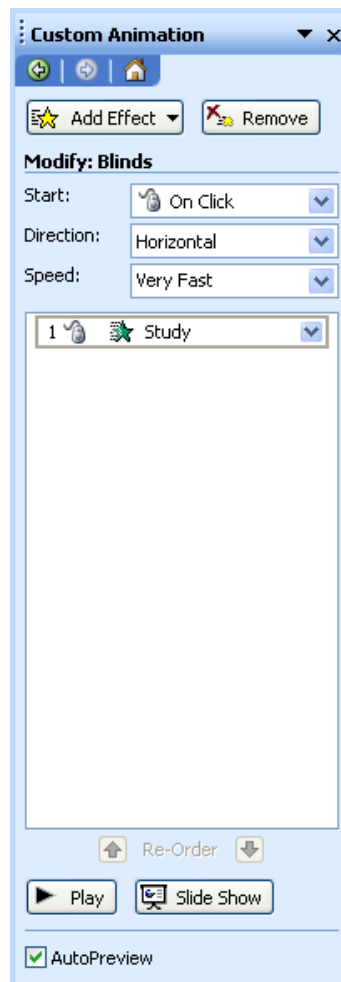 Custom Animation
Add Effect Remove
Modify: Blinds
Start: On Click
Direction: Horizontal
Speed: Very Fast
1 Study
Re-Order
Play Slide Show
AutoPreview